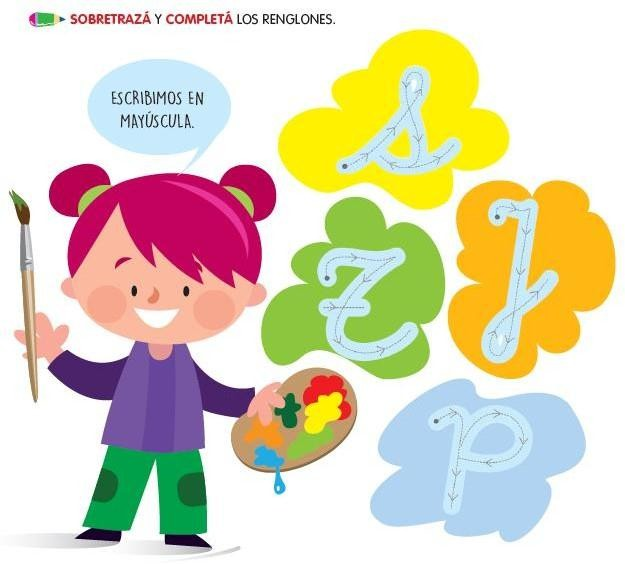 SOBRETRAZÁ Y COMPLETÁ LOS RENGLONES.
ESCRIBIMOS EN
MAYÚSCULA.
S
Z
J
P